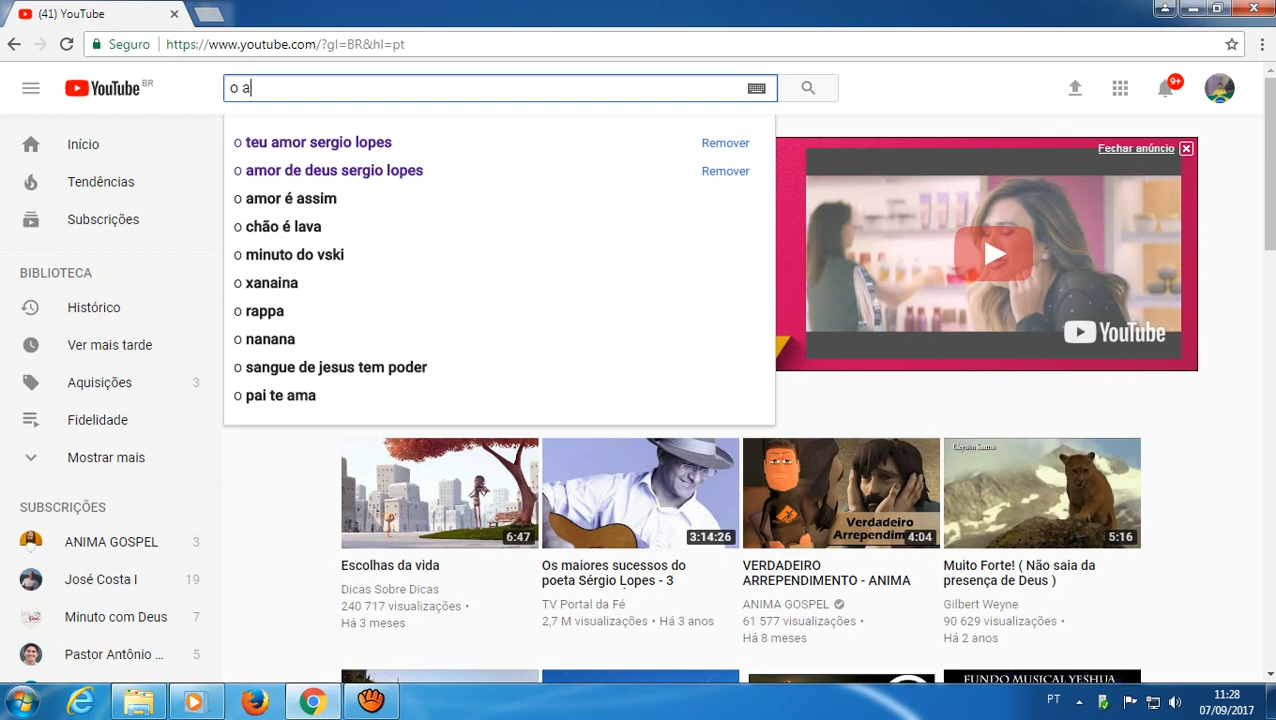 (41) YouTube
Seguro
https://www.youtube.com/?gl=BR&hl=pt
YouTube BR
o a
9+
o teu amor sergio lopes
Remover
o amor de deus sergio lopes
Remover
o amor é assim
o chão é lava
o minuto do vski
o xanaina
o rappa
o nanana
o sangue de jesus tem poder
o pai te ama
Início
Tendências
Subscrições
BIBLIOTECA
Histórico
Ver mais tarde
Aquisições 3
Fidelidade
Mostrar mais
SUBSCRIÇÕES
ANIMA GOSPEL 3
José Costa I 19
Minuto com Deus 7
Pastor Antônio ... 5
Fechar anúncio
YouTube
6:47
Escolhas da vida
Dicas Sobre Dicas
240 717 visualizações •
Há 3 meses
3:14:26
Os maiores sucessos do
poeta Sérgio Lopes - 3
TV Portal da Fé
2,7 M visualizações • Há 3 anos
Verdadeiro
Arrependim
4:04
VERDADEIRO
ARREPENDIMENTO - ANIMA
ANIMA GOSPEL
61 577 visualizações •
Há 8 meses
5:16
Muito Forte! ( Não saia da
presença de Deus )
Gilbert Weyne
90 629 visualizações •
Há 2 anos
FUNDO MUSICAL YESHUA
PT
11:28
07/09/2017